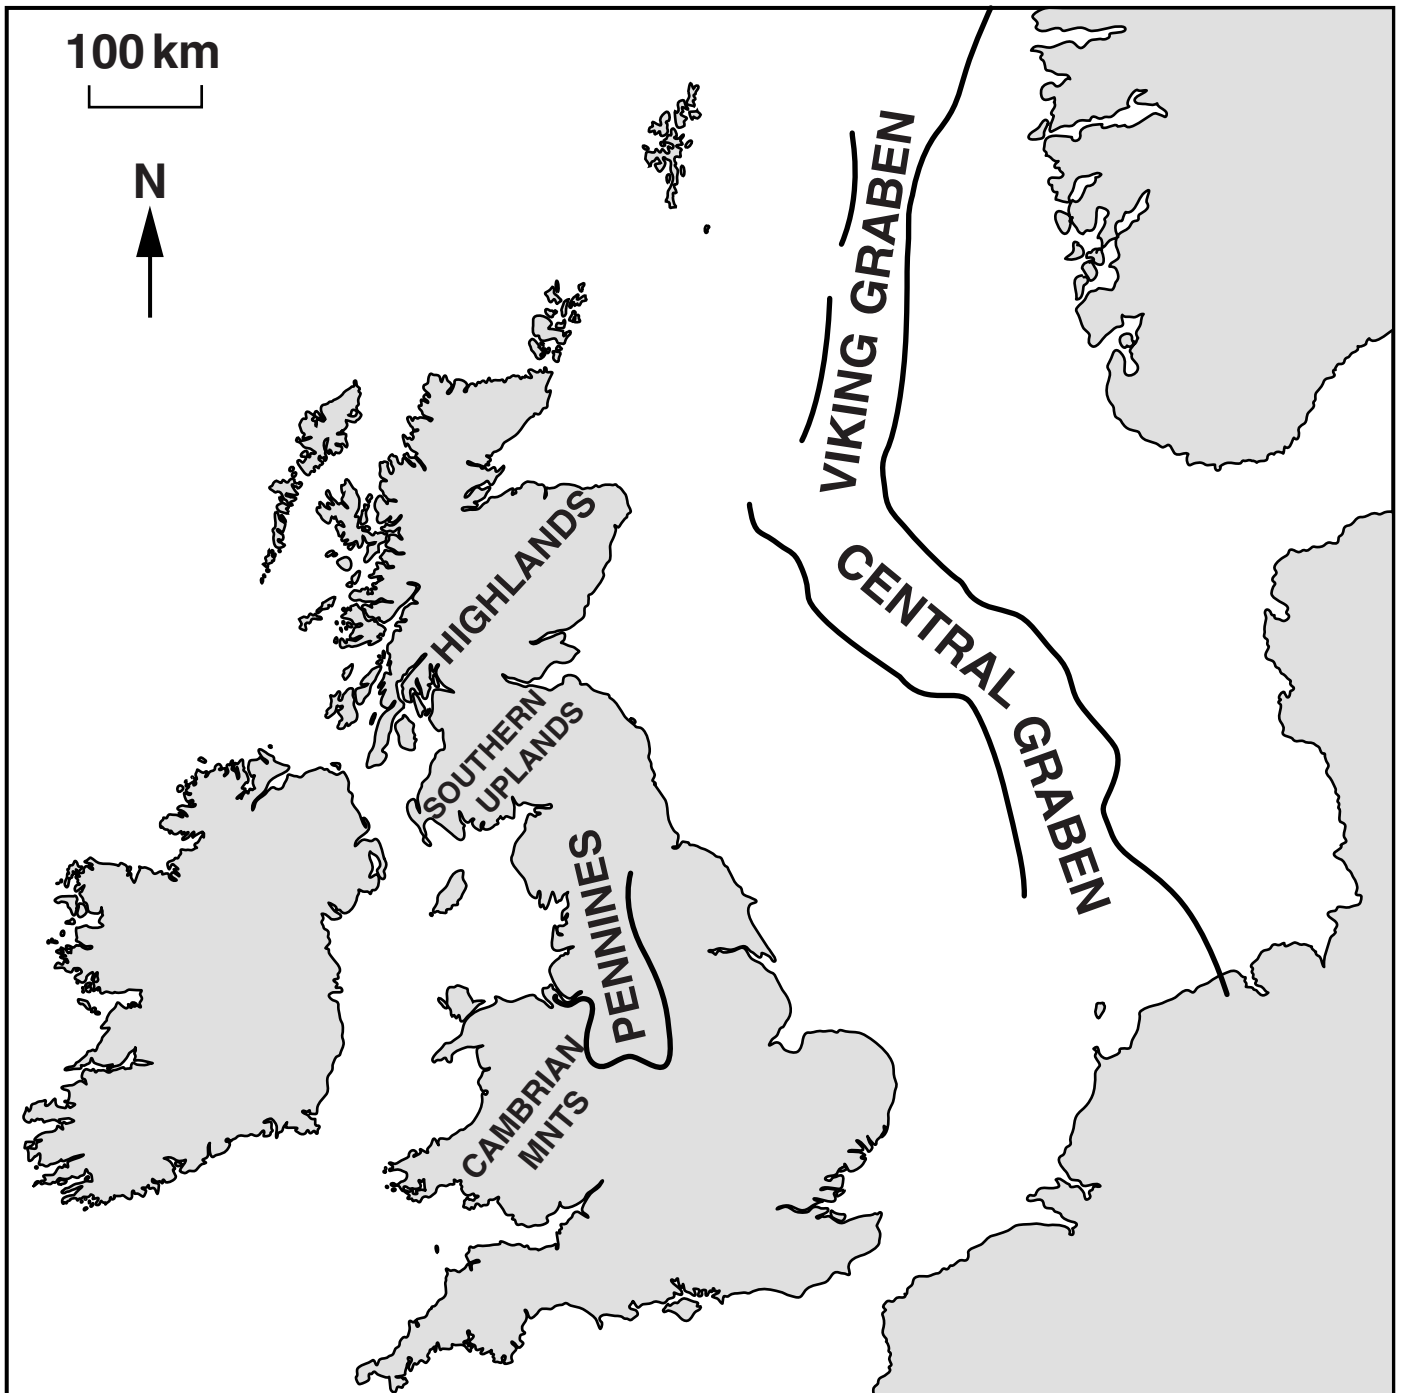 100 km
N
VIKING GRABEN
HIGHLANDS
CENTRAL GRABEN
SOUTHERN
UPLANDS
PENNINES
CAMBRIAN
MNTS